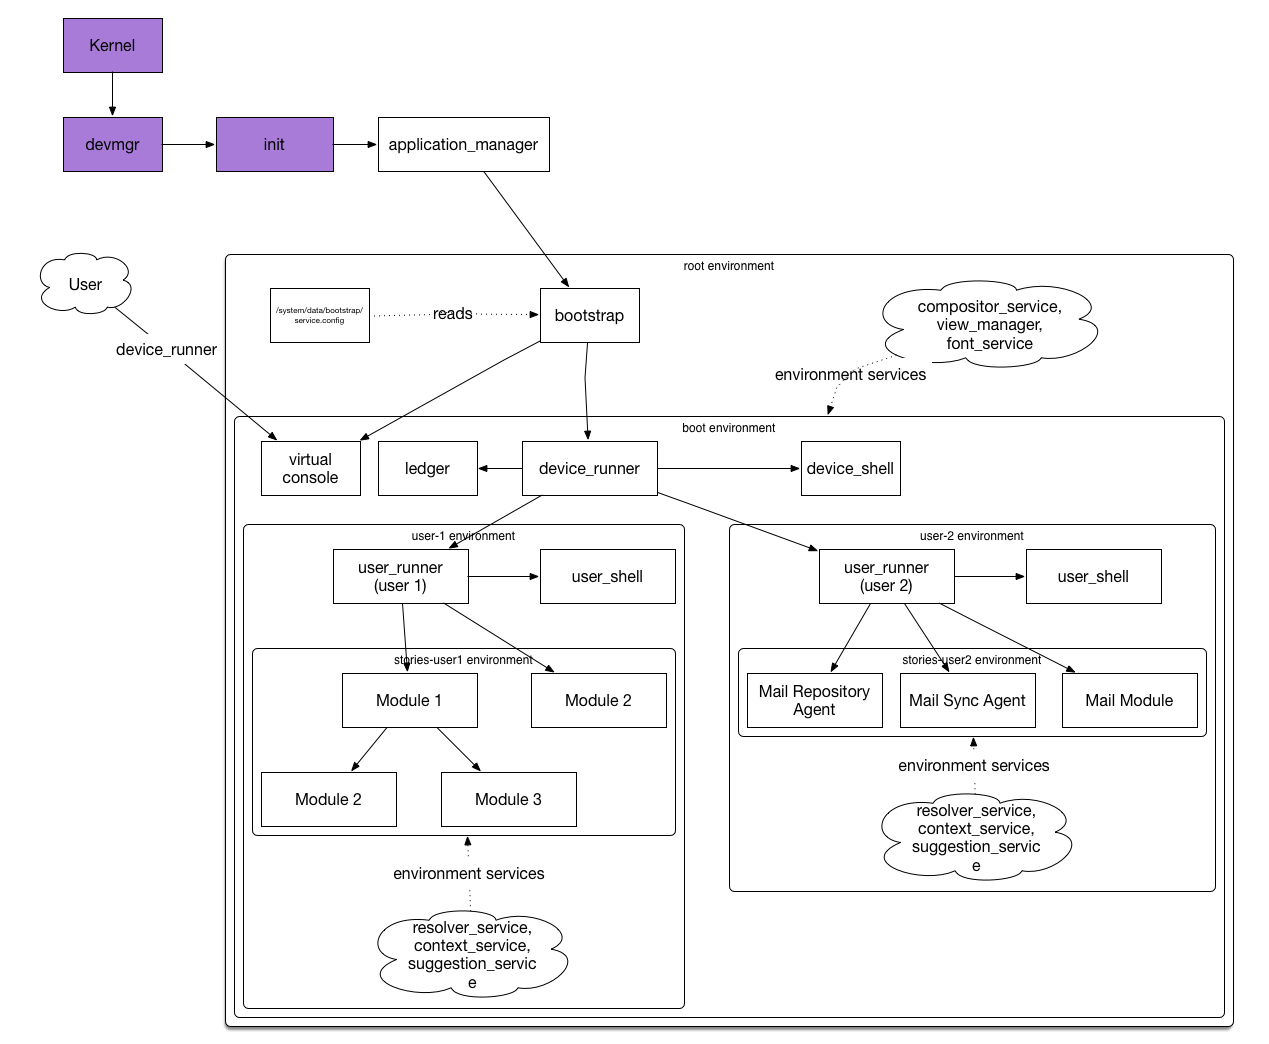 Kernel
devmgr
init
application_manager
root environment
User
/system/data/bootstrap/
service.config
reads
bootstrap
compositor_service,
view_manager,
font_service
device_runner
environment services
boot environment
virtual
console
ledger
device_runner
device_shell
user-1 environment
user-2 environment
user_runner
(user 1)
user_shell
user_runner
(user 2)
user_shell
stories-user1 environment
stories-user2 environment
Module 1
Module 2
Mail Repository
Agent
Mail Sync Agent
Mail Module
Module 2
Module 3
environment services
resolver_service,
context_service,
suggestion_servic
e
environment services
resolver_service,
context_service,
suggestion_servic
e